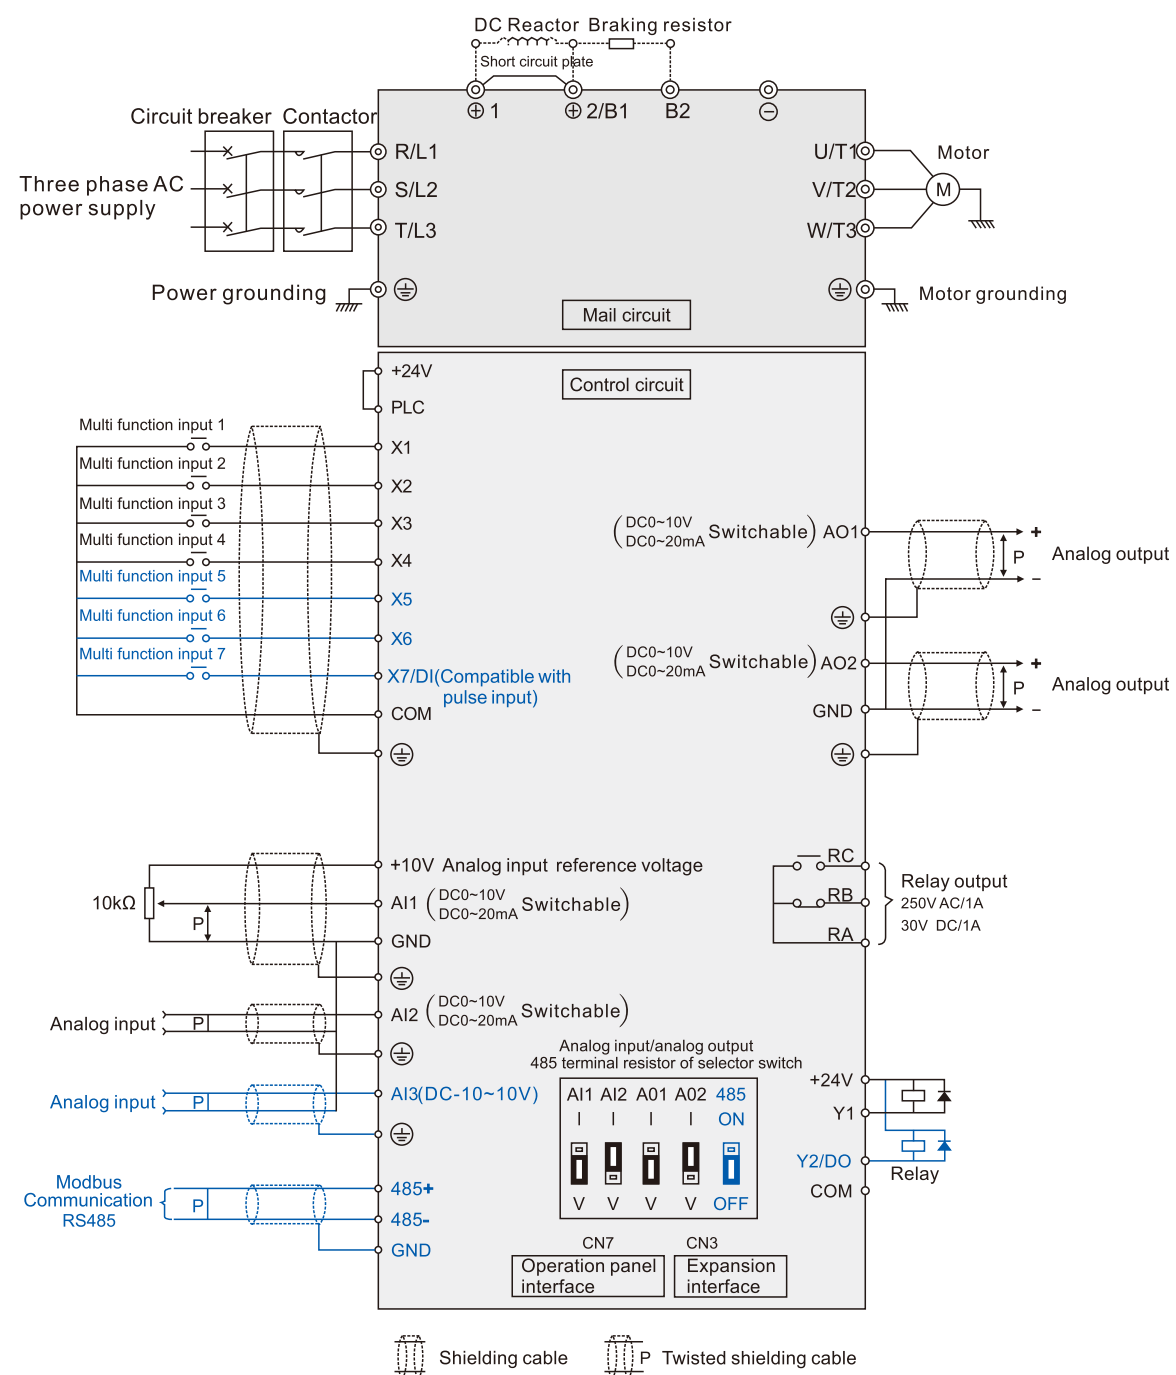 DC Reactor Braking resistor
Short circuit plate
1
2/B1
B2
Circuit breaker Contactor
R/L1
U/T1
Motor
Three phase AC
power supply
S/L2
V/T2
M
T/L3
W/T3
Power grounding
Motor grounding
Mail circuit
+24V
Control circuit
PLC
Multi function input 1
X1
Multi function input 2
X2
Multi function input 3
X3
Multi function input 4
X4
Multi function input 5
X5
Multi function input 6
X6
Multi function input 7
X7/DI(Compatible with
pulse input)
COM
(DC0~10V
DC0~20mA Switchable) AO1
+
P
Analog output
–
(DC0~10V
DC0~20mA Switchable) AO2
+
P
Analog output
GND
–
+10V Analog input reference voltage
10kΩ
AI1 (DC0~10V
DC0~20mA Switchable)
P
GND
RC
RB
RA
Relay output
250V AC/1A
30V DC/1A
Analog input
P
AI2 (DC0~10V
DC0~20mA Switchable)
Analog input
P
AI3(DC-10~10V)
Analog input/analog output
485 terminal resistor of selector switch
AI1 AI2 A01 A02 485
I I I I ON
V V V V OFF
+24V
Y1
Y2/DO
Relay
COM
Modbus
Communication
RS485
P
485+
485-
GND
CN7
CN3
Operation panel
interface
Expansion
interface
Shielding cable
P Twisted shielding cable